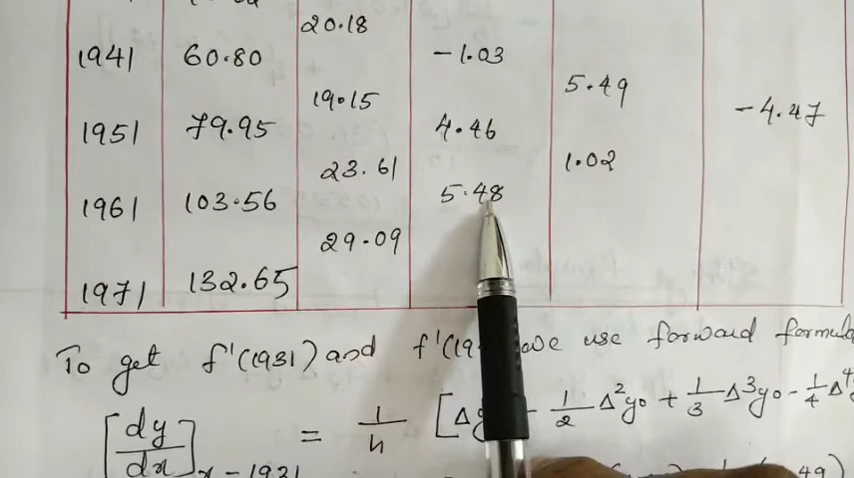 20.18
1941 60.80 -1.03
5.49
19.15
1951 79.95 4.46 -4.47
23.61 1.02
1961 103.56 5.48
29.09
1971 132.65
To get f'(1931) and f'(19 we use forward formula
[dy/dx] x-1931 = 1/h [Δy - 1/2 Δ²y₀ + 1/3 Δ³y₀ - 1/4 Δ⁴